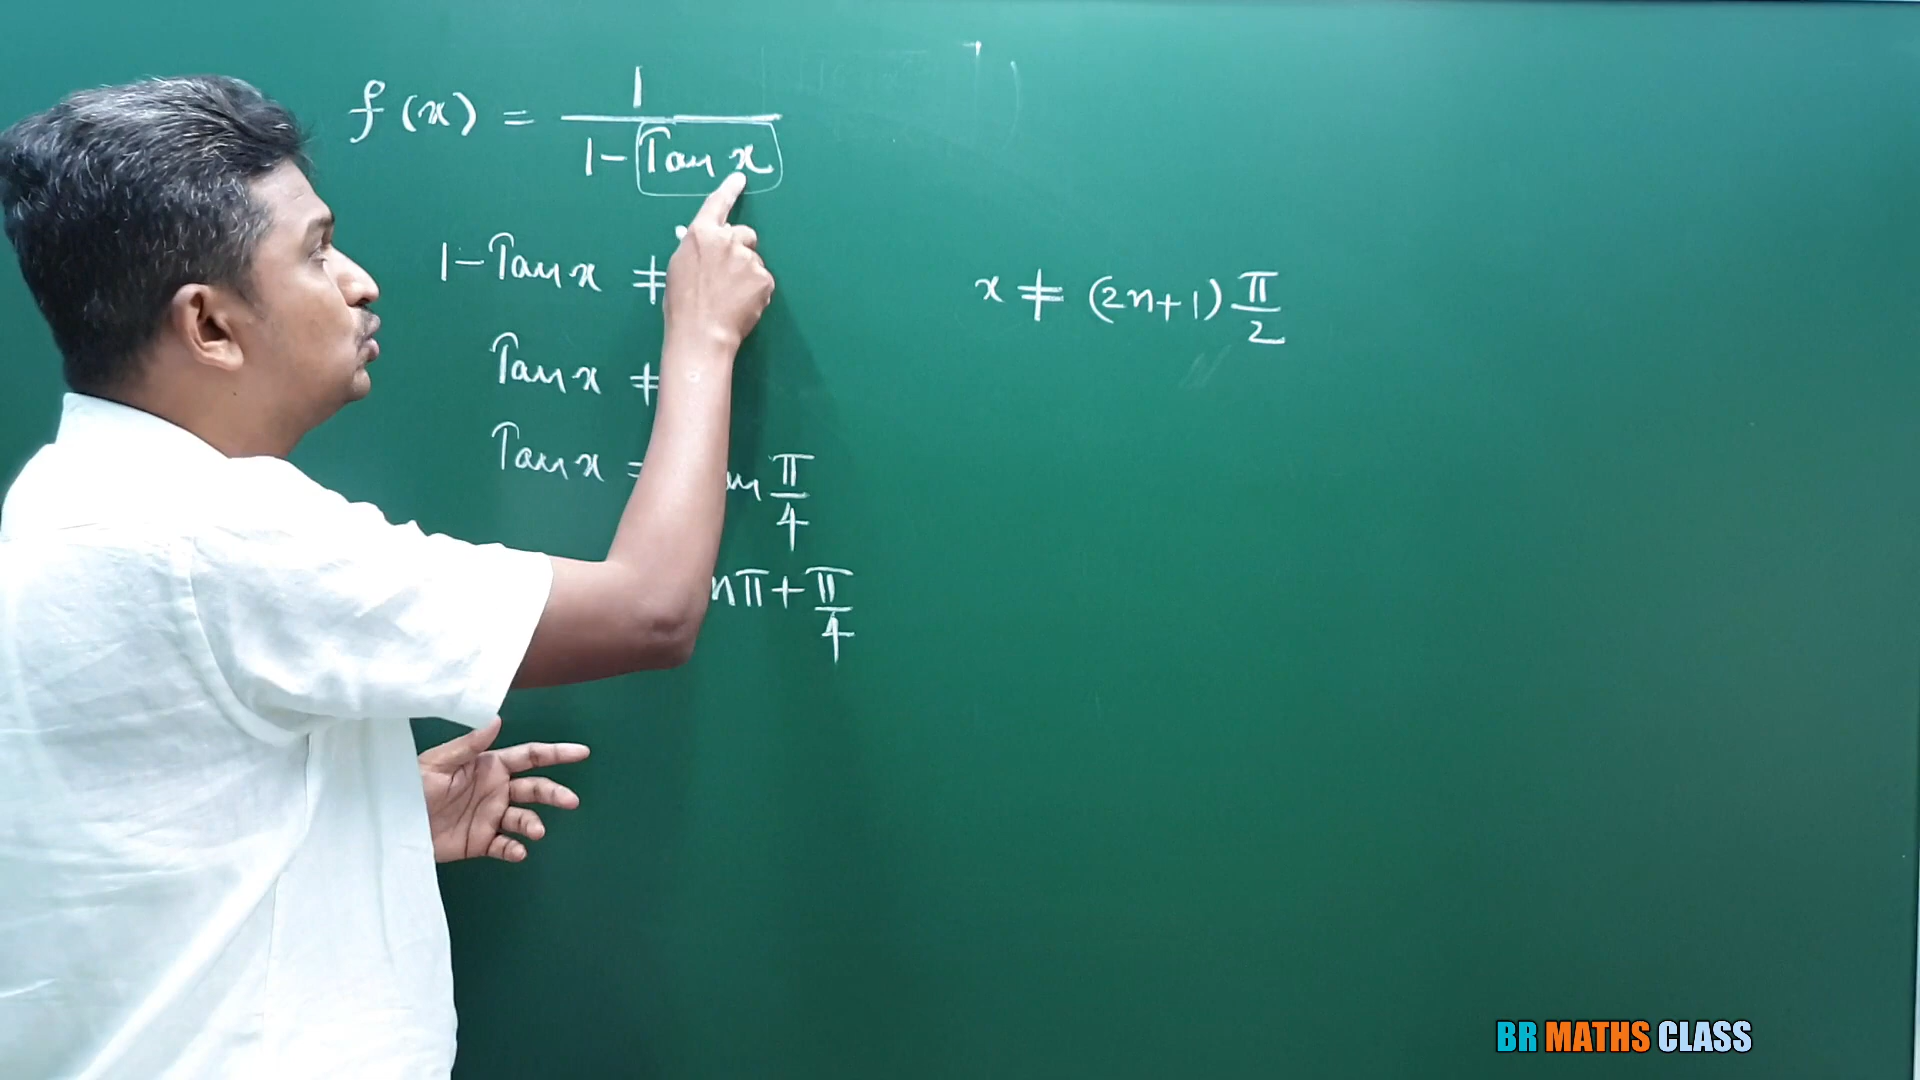 f(x) = 1/(1-Tan x)
1-Tan x ≠
Tan x ≠
Tan x = π/4
nπ+π/4
x ≠ (2n+1)π/2
BR MATHS CLASS